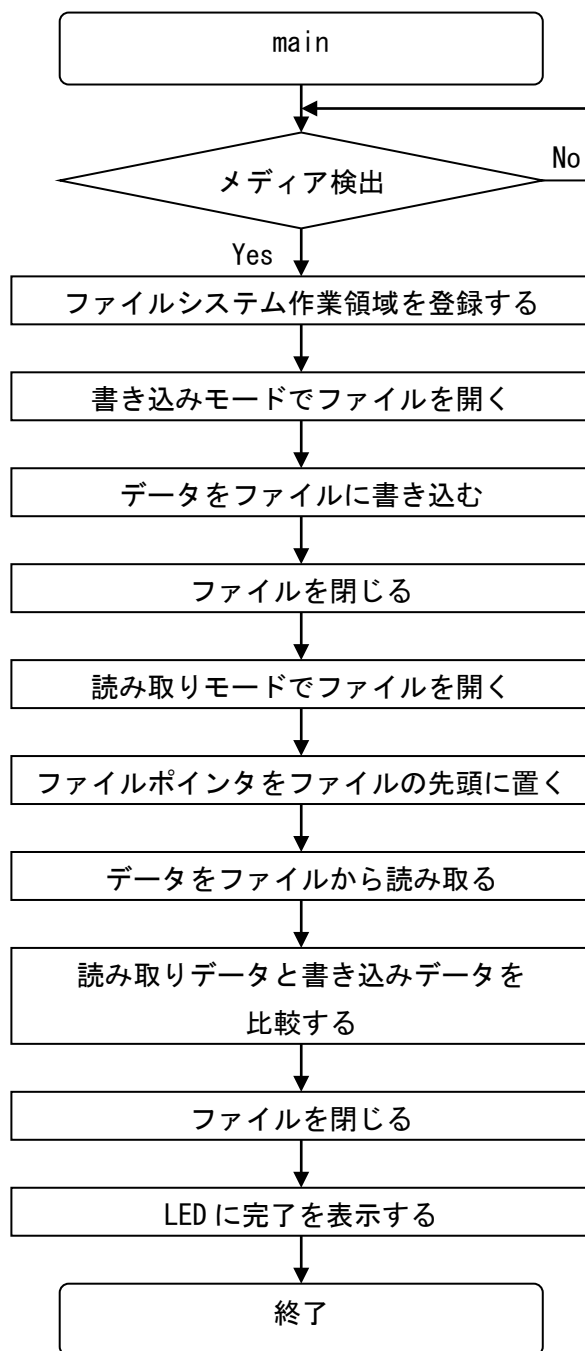 main
メディア検出
No
Yes
ファイルシステム作業領域を登録する
書き込みモードでファイルを開く
データをファイルに書き込む
ファイルを閉じる
読み取りモードでファイルを開く
ファイルポインタをファイルの先頭に置く
データをファイルから読み取る
読み取りデータと書き込みデータを
比較する
ファイルを閉じる
LEDに完了を表示する
終了